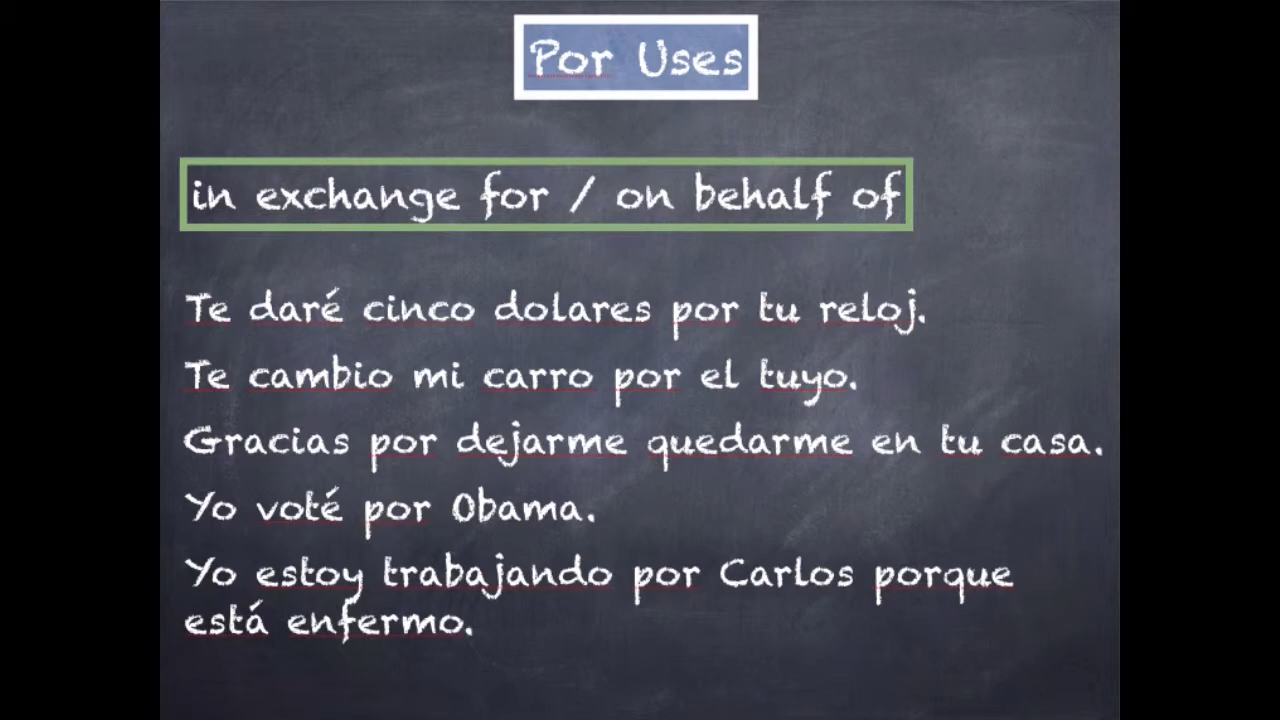 Por Uses
in exchange for / on behalf of
Te daré cinco dolares por tu reloj.
Te cambio mi carro por el tuyo.
Gracias por dejarme quedarme en tu casa.
Yo voté por Obama.
Yo estoy trabajando por Carlos porque
está enfermo.